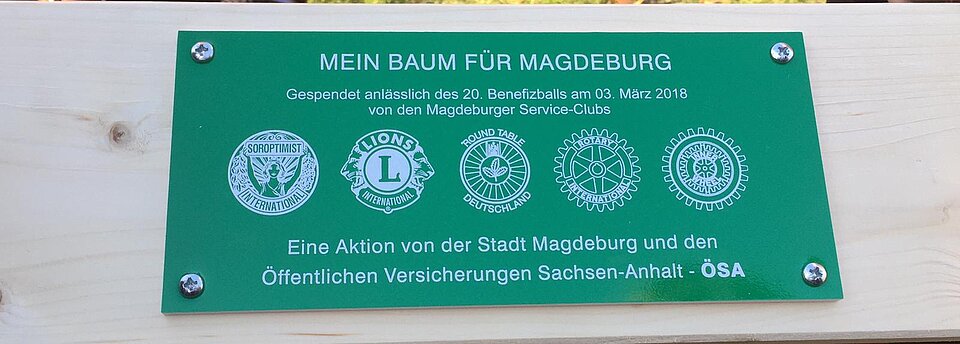 MEIN BAUM FÜR MAGDEBURG
Gespendet anlässlich des 20. Benefizballs am 03. März 2018
von den Magdeburger Service-Clubs
SOROPTIMIST
INTERNATIONAL
LIONS
L
INTERNATIONAL
ROUND TABLE
DEUTSCHLAND
ROTARY
INTERNATIONAL
Eine Aktion von der Stadt Magdeburg und den
Öffentlichen Versicherungen Sachsen-Anhalt - ÖSA